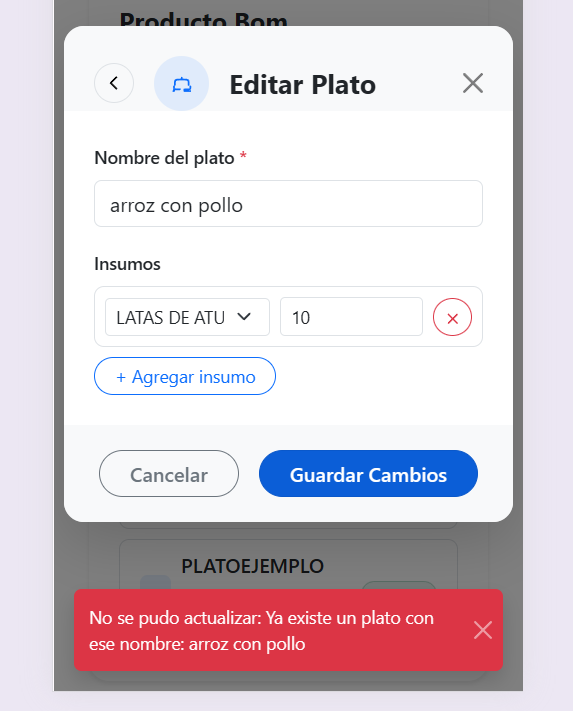 Producto Bom
Editar Plato
Nombre del plato *
arroz con pollo
Insumos
LATAS DE ATU
10
+ Agregar insumo
Cancelar
Guardar Cambios
PLATOEJEMPLO
No se pudo actualizar: Ya existe un plato con
ese nombre: arroz con pollo